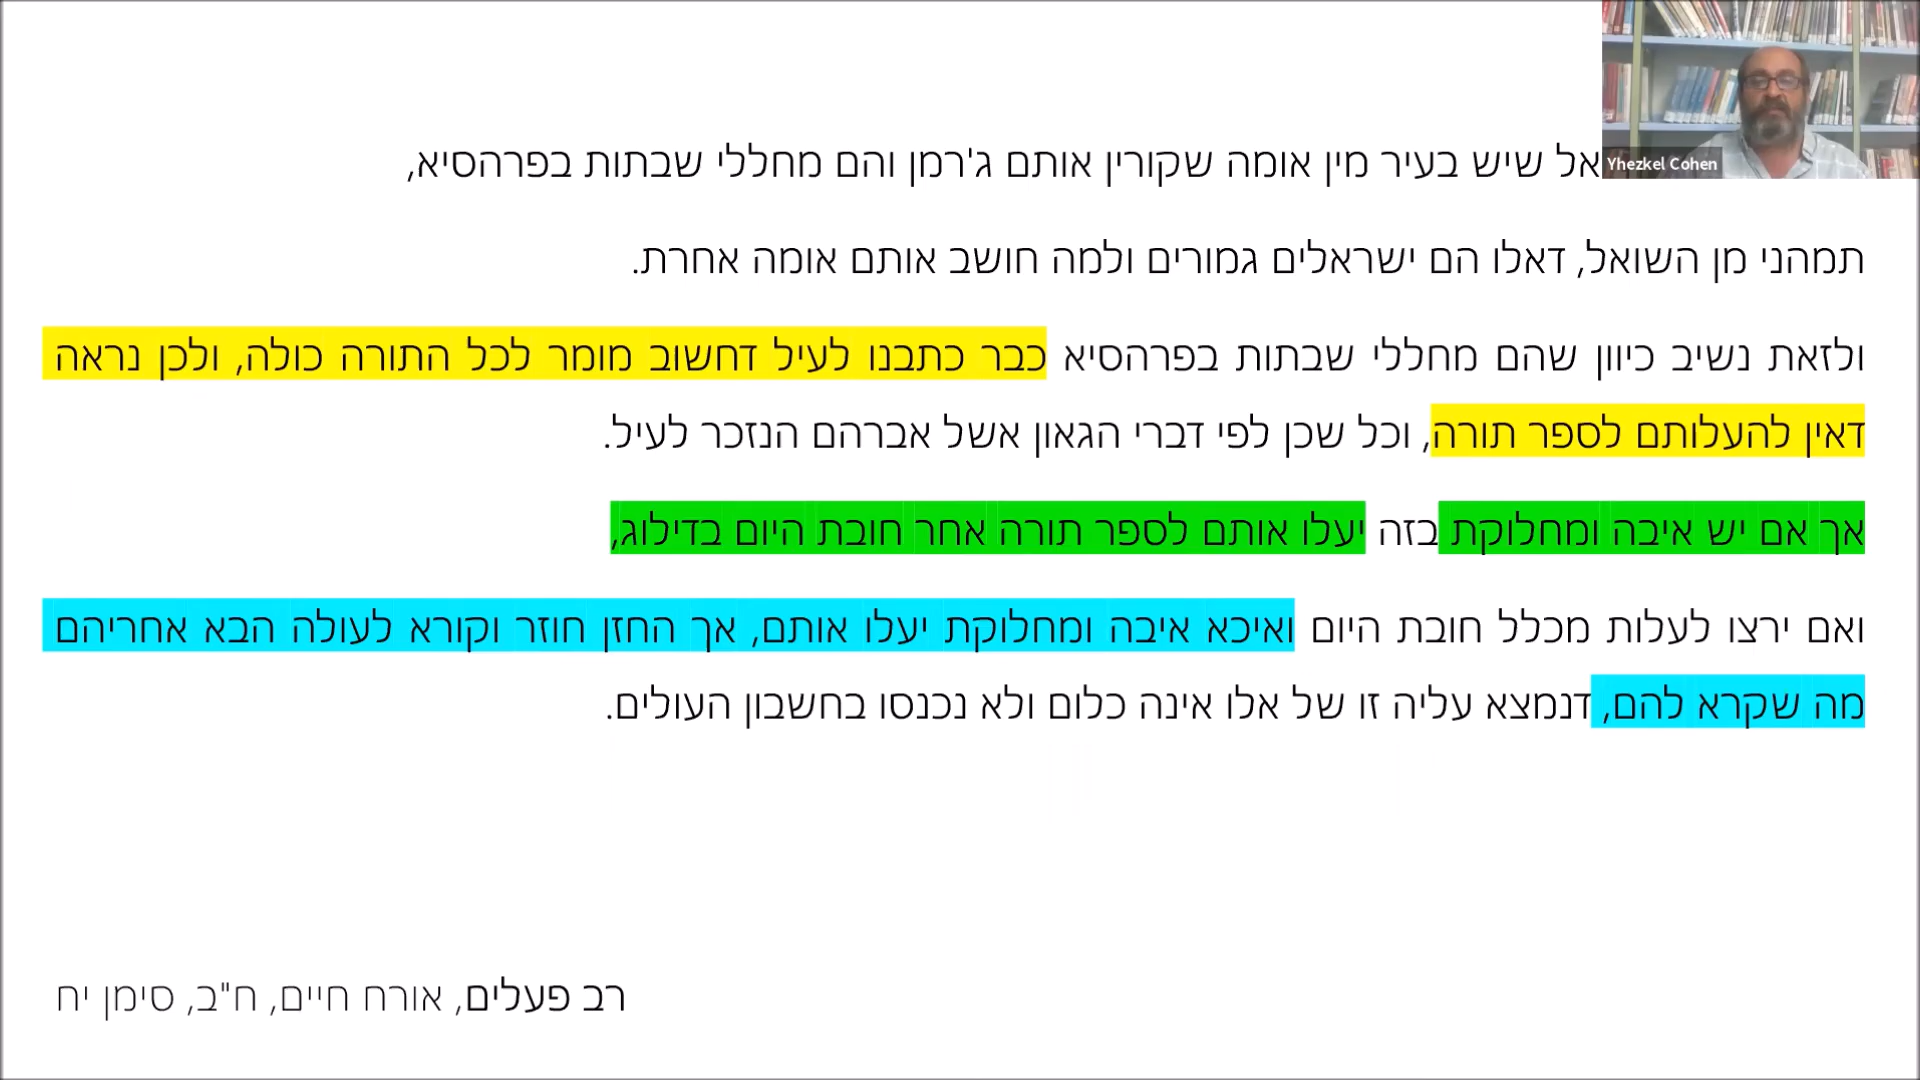 Yhezkel Cohen
אל שיש בעיר מין אומה שקורין אותם ג'רמן והם מחללי שבתות בפרהסיא,
תמהני מן השואל, דאלו הם ישראלים גמורים ולמה חושב אותם אומה אחרת.
ולזאת נשיב כיוון שהם מחללי שבתות בפרהסיא כבר כתבנו לעיל דחשוב מומר לכל התורה כולה, ולכן נראה
דאין להעלותם לספר תורה, וכל שכן לפי דברי הגאון אשל אברהם הנזכר לעיל.
אך אם יש איבה ומחלוקת בזה יעלו אותם לספר תורה אחר חובת היום בדילוג,
ואם ירצו לעלות מכלל חובת היום ואיכא איבה ומחלוקת יעלו אותם, אך החזן חוזר וקורא לעולה הבא אחריהם
מה שקרא להם, דנמצא עליה זו של אלו אינה כלום ולא נכנסו בחשבון העולים.
רב פעלים, אורח חיים, ח"ב, סימן יח